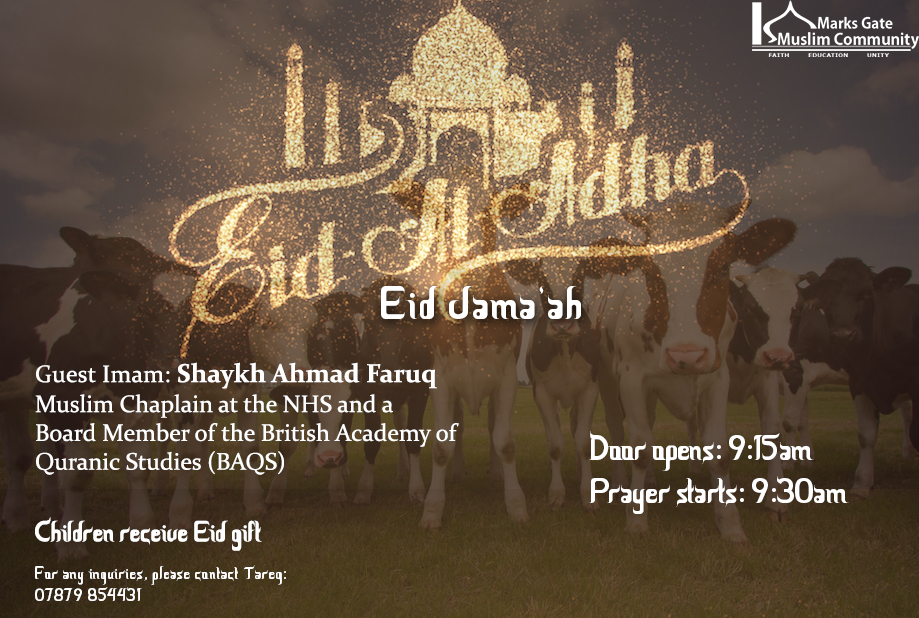 Marks Gate
Muslim Community
FAITH EDUCATION UNITY
Eid-Al-Adha
Eid Jama'ah
Guest Imam: Shaykh Ahmad Faruq
Muslim Chaplain at the NHS and a
Board Member of the British Academy of
Quranic Studies (BAQS)
Door opens: 9:15am
Prayer starts: 9:30am
Children receive Eid gift
For any inquiries, please contact Tareq:
07879 854431